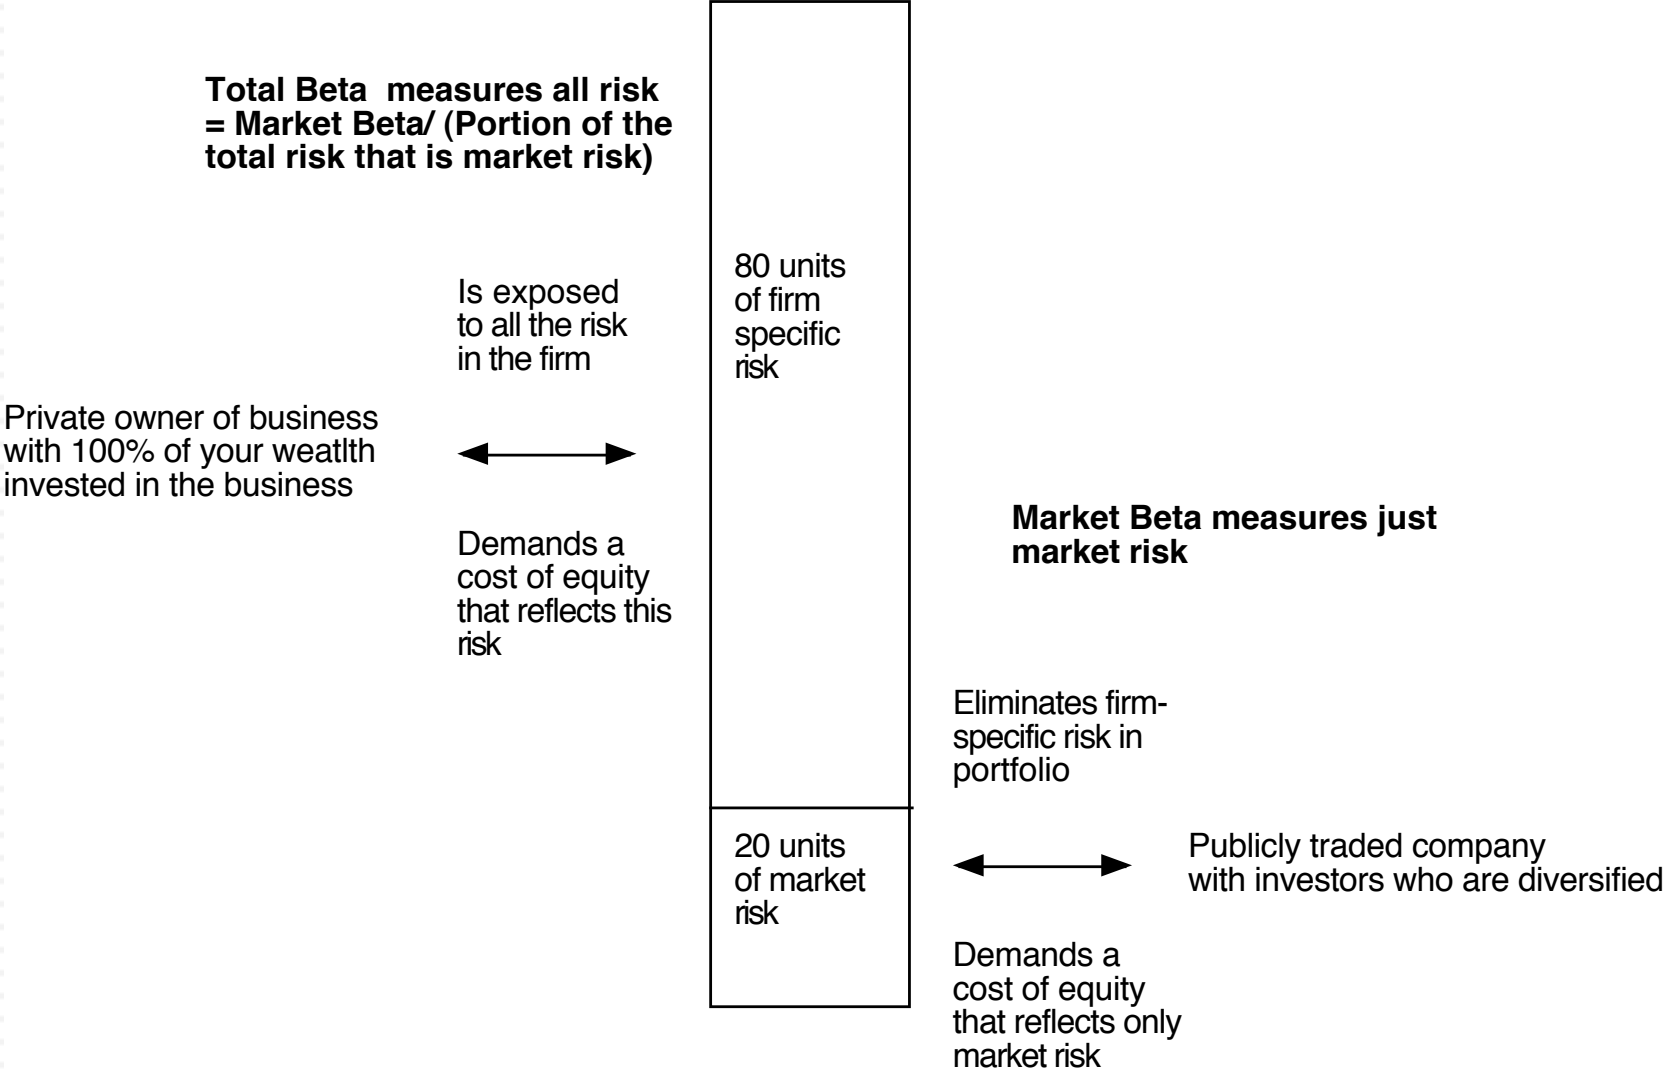 Total Beta measures all risk
= Market Beta/ (Portion of the
total risk that is market risk)
80 units
of firm
specific
risk
Is exposed
to all the risk
in the firm
Private owner of business
with 100% of your weatlth
invested in the business
Demands a
cost of equity
that reflects this
risk
Market Beta measures just
market risk
Eliminates firm-
specific risk in
portfolio
20 units
of market
risk
Publicly traded company
with investors who are diversified
Demands a
cost of equity
that reflects only
market risk